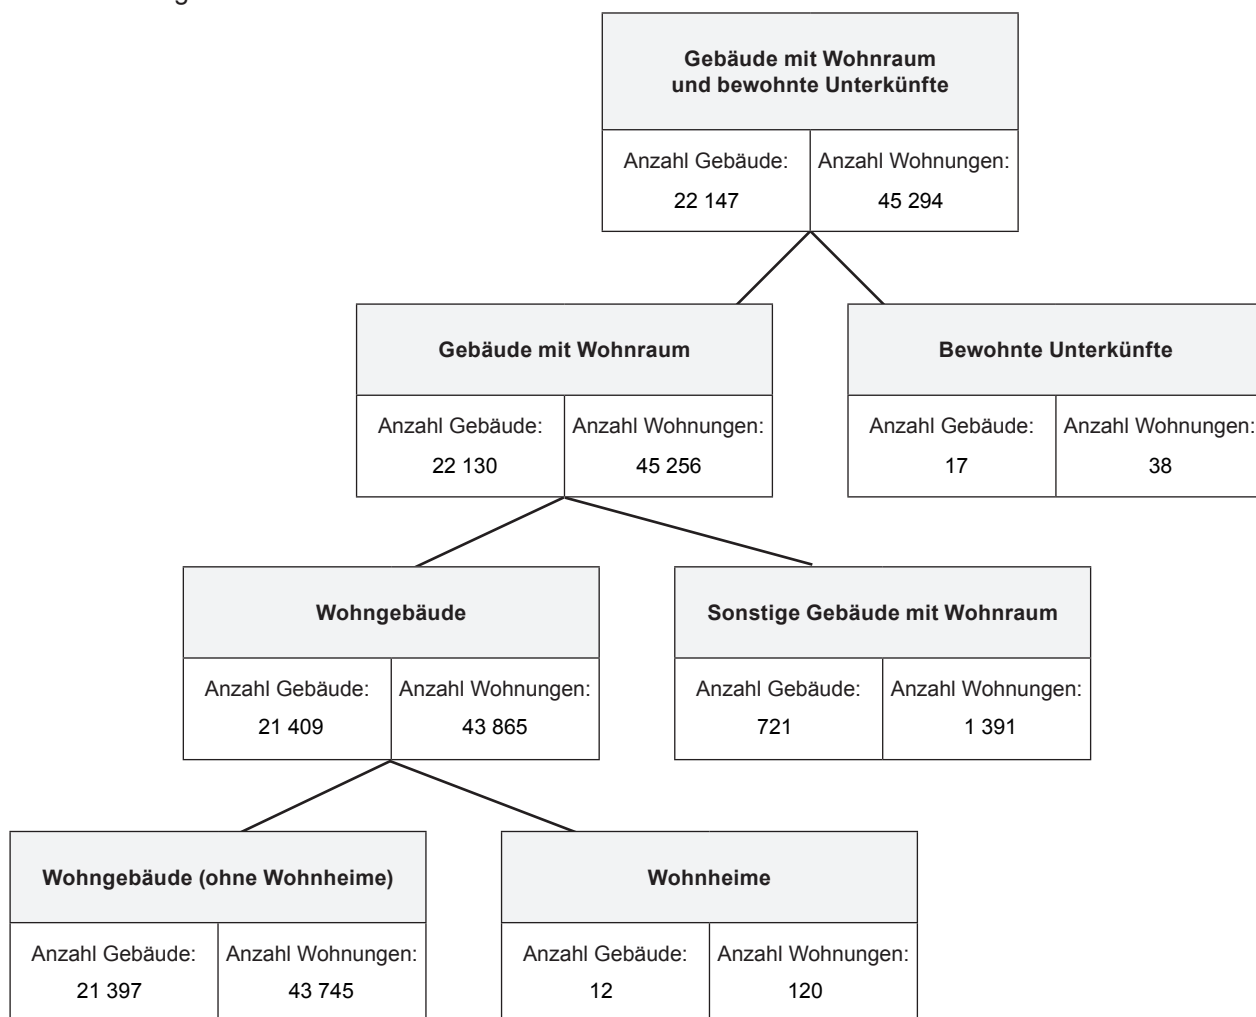 Gebäude mit Wohnraum
und bewohnte Unterkünfte
Anzahl Gebäude: Anzahl Wohnungen:
22 147 45 294
Gebäude mit Wohnraum
Anzahl Gebäude: Anzahl Wohnungen:
22 130 45 256
Bewohnte Unterkünfte
Anzahl Gebäude: Anzahl Wohnungen:
17 38
Wohngebäude
Anzahl Gebäude: Anzahl Wohnungen:
21 409 43 865
Sonstige Gebäude mit Wohnraum
Anzahl Gebäude: Anzahl Wohnungen:
721 1 391
Wohngebäude (ohne Wohnheime)
Anzahl Gebäude: Anzahl Wohnungen:
21 397 43 745
Wohnheime
Anzahl Gebäude: Anzahl Wohnungen:
12 120